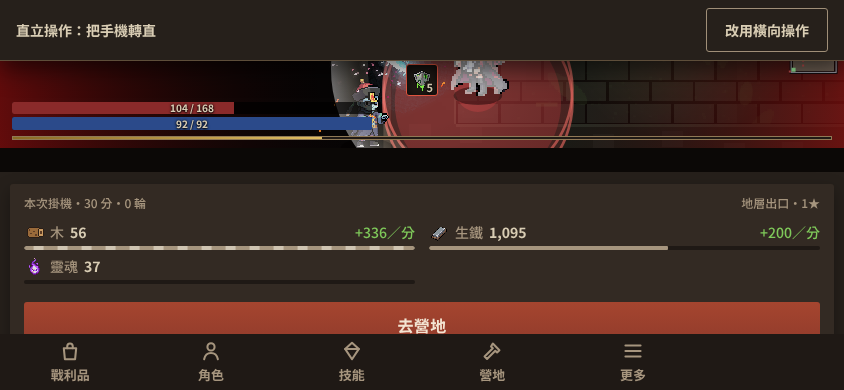 直立操作：把手機轉直
改用橫向操作
5
104 / 168
92 / 92
本次掛機・30 分・0 輪
地層出口・1★
木 56
+336／分
生鐵 1,095
+200／分
靈魂 37
去營地
戰利品
角色
技能
營地
更多